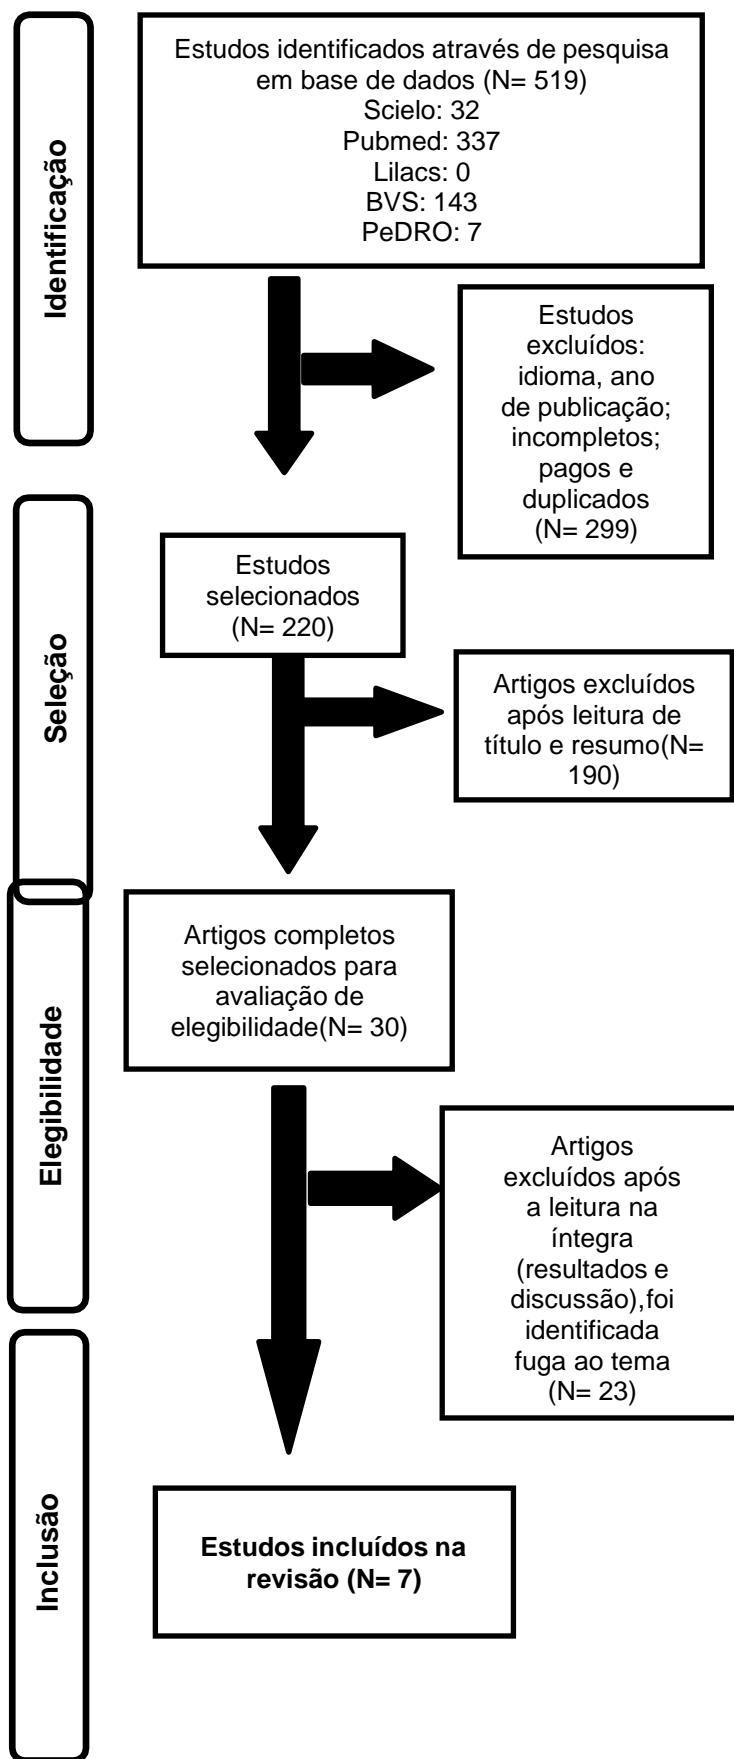 Identificação
Estudos identificados através de pesquisa
em base de dados (N= 519)
Scielo: 32
Pubmed: 337
Lilacs: 0
BVS: 143
PeDRO: 7
Estudos
excluídos:
idioma, ano
de publicação;
incompletos;
pagos e
duplicados
(N= 299)
Seleção
Estudos
selecionados
(N= 220)
Artigos excluídos
após leitura de
título e resumo(N=
190)
Elegibilidade
Artigos completos
selecionados para
avaliação de
elegibilidade(N= 30)
Artigos
excluídos após
a leitura na
íntegra
(resultados e
discussão),foi
identificada
fuga ao tema
(N= 23)
Inclusão
Estudos incluídos na
revisão (N= 7)